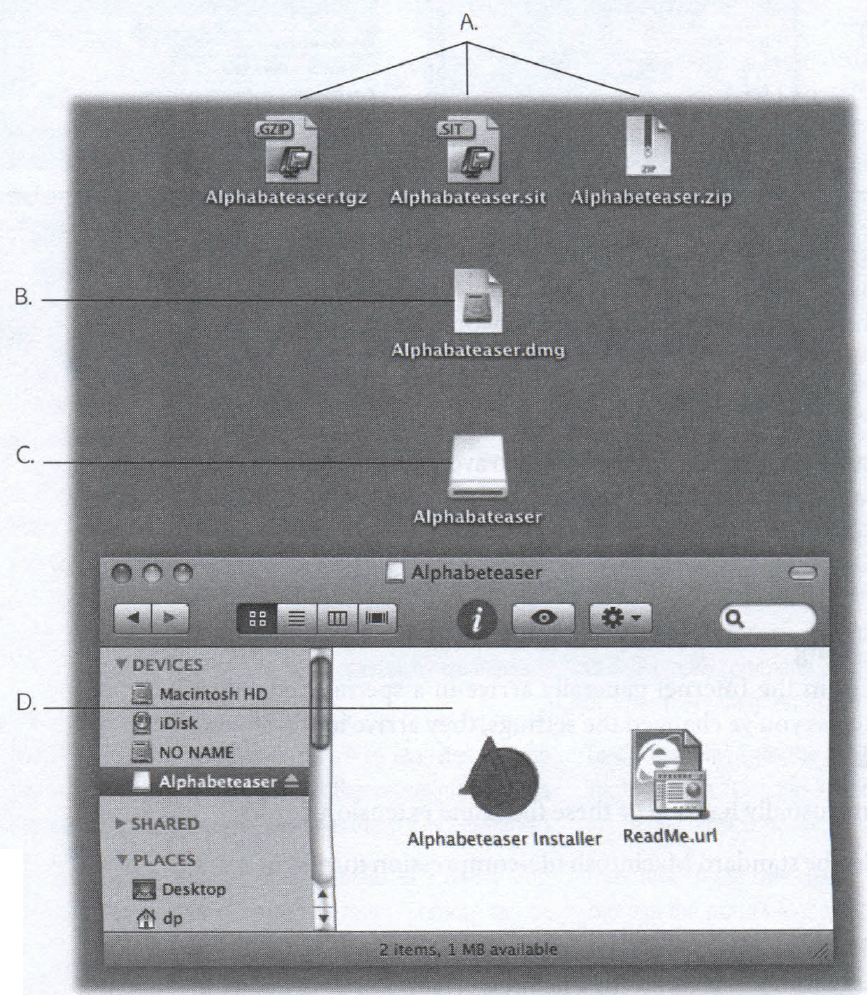 A.
GZIP SIT ZIP
Alphabateaser.tgz Alphabateaser.sit Alphabeteaser.zip
B.
Alphabateaser.dmg
C.
Alphabateaser
Alphabeteaser
i
D.
DEVICES
Macintosh HD
iDisk
NO NAME
Alphabeteaser
SHARED
PLACES
Desktop
dp
Alphabeteaser Installer ReadMe.url
2 items, 1 MB available